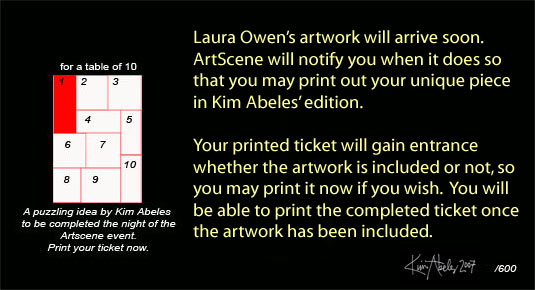 for a table of 10
1 2 3
4 5
6 7
8 9 10
A puzzling idea by Kim Abeles
to be completed the night of the
Artscene event.
Print your ticket now.
Laura Owen's artwork will arrive soon.
ArtScene will notify you when it does so
that you may print out your unique piece
in Kim Abeles' edition.
Your printed ticket will gain entrance
whether the artwork is included or not, so
you may print it now if you wish. You will
be able to print the completed ticket once
the artwork has been included.
Kim Abeles 2007
/600